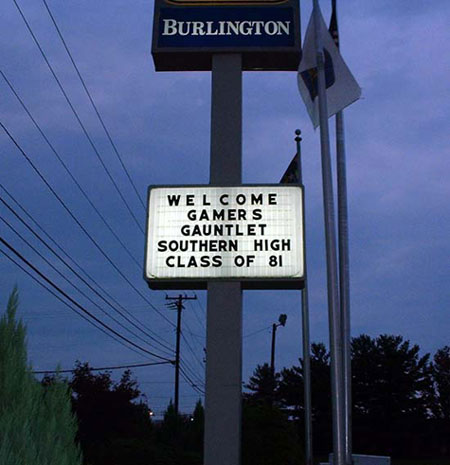 BURLINGTON
WELCOME
GAMERS
GAUNTLET
SOUTHERN HIGH
CLASS OF 81